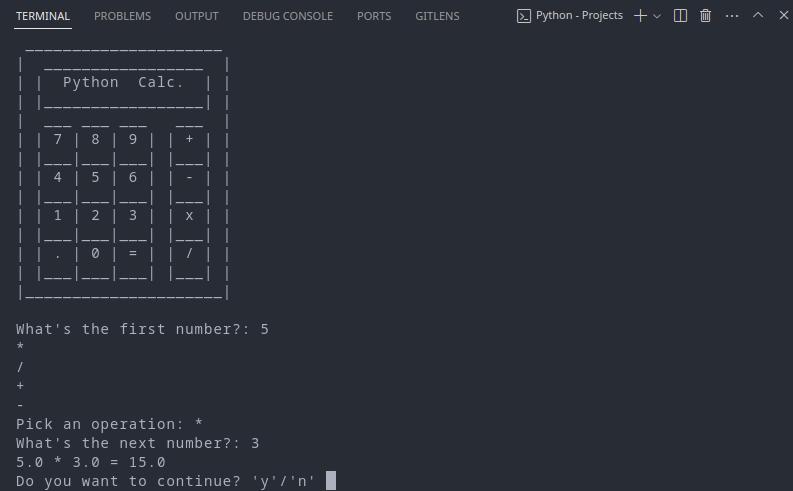 TERMINAL PROBLEMS OUTPUT DEBUG CONSOLE PORTS GITLENS Python - Projects
 _____________________
|  _________________  |
| |  Python  Calc.  | |
| |_________________| |
|  ___ ___ ___   ___  |
| | 7 | 8 | 9 | | + | |
| |___|___|___| |___| |
| | 4 | 5 | 6 | | - | |
| |___|___|___| |___| |
| | 1 | 2 | 3 | | x | |
| |___|___|___| |___| |
| | . | 0 | = | | / | |
| |___|___|___| |___| |
|_____________________|
What's the first number?: 5
*
/
+
-
Pick an operation: *
What's the next number?: 3
5.0 * 3.0 = 15.0
Do you want to continue? 'y'/'n'